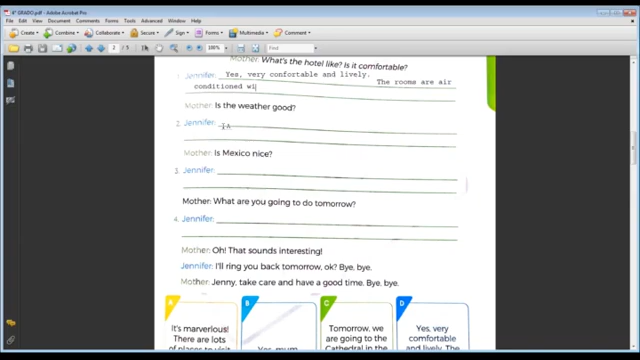 4° GRADO.pdf - Adobe Acrobat Pro
File Edit View Document Comments Forms Tools Advanced Window Help
Create Combine Collaborate Secure Sign Forms Multimedia Comment
2 / 5 100% Find
Mother: What's the hotel like? Is it comfortable?
1. Jennifer: Yes, very confortable and lively. The rooms are air
conditioned wi
Mother: Is the weather good?
2. Jennifer:
Mother: Is Mexico nice?
3. Jennifer:
Mother: What are you going to do tomorrow?
4. Jennifer:
Mother: Oh! That sounds interesting!
Jennifer: I'll ring you back tomorrow, ok? Bye, bye.
Mother: Jenny, take care and have a good time. Bye, bye.
A
It's marverlous!
There are lots
of places to visit
B
Yes, mum
C
Tomorrow, we
are going to the
Cathedral in the
D
Yes, very
comfortable
and lively. The